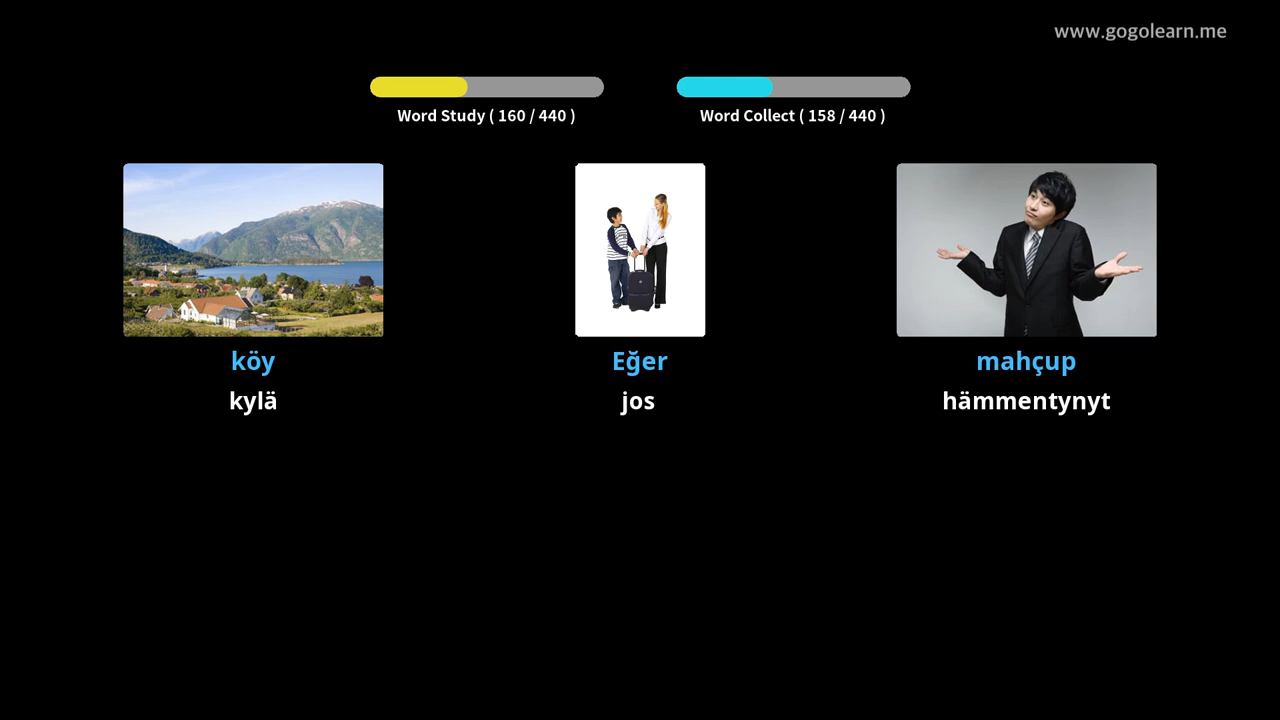 www.gogolearn.me
Word Study ( 160 / 440 )
Word Collect ( 158 / 440 )
köy
kylä
Eğer
jos
mahçup
hämmentynyt